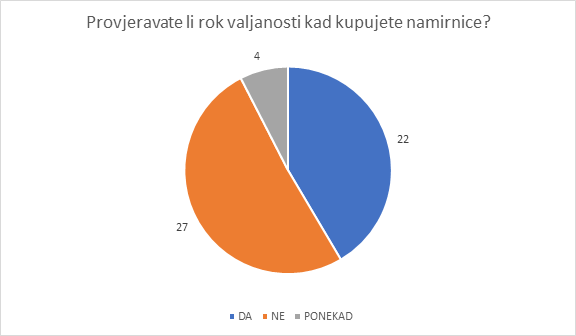 Provjeravate li rok valjanosti kad kupujete namirnice?
4
22
27
DA NE PONEKAD